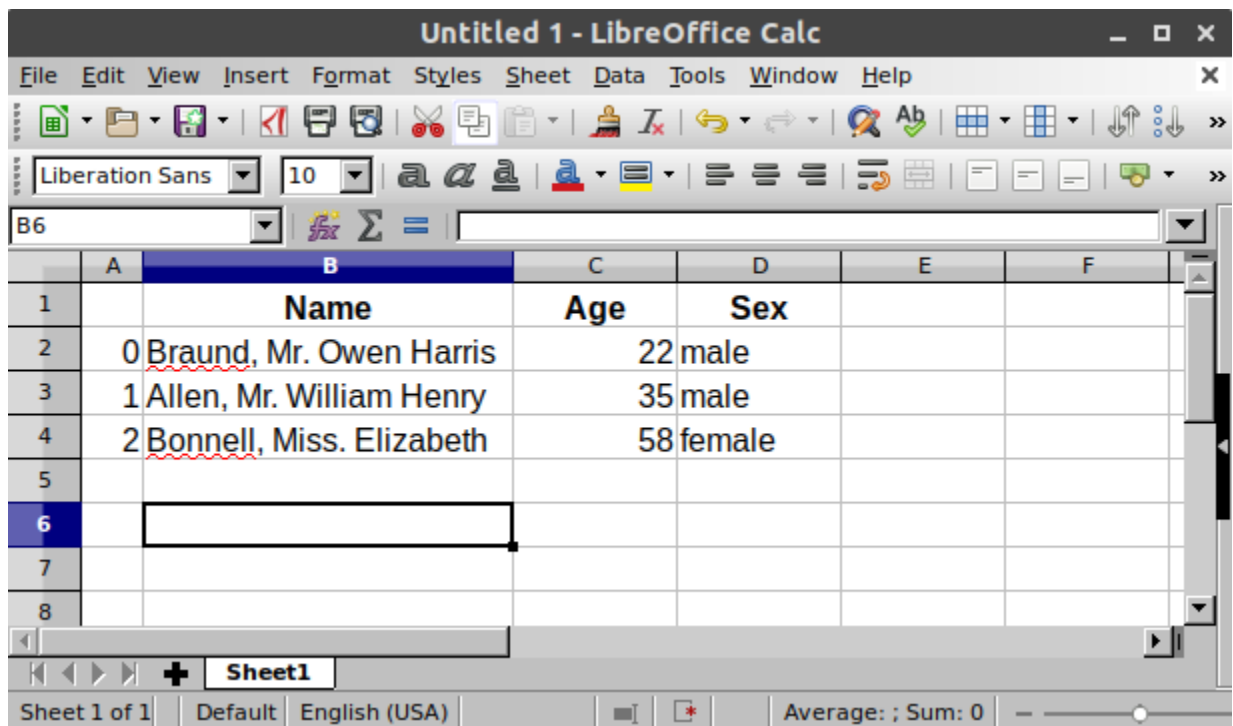 Untitled 1 - LibreOffice Calc
File Edit View Insert Format Styles Sheet Data Tools Window Help
Liberation Sans 10 a a a a
B6
A B C D E F
1 Name Age Sex
2 0 Braund, Mr. Owen Harris 22 male
3 1 Allen, Mr. William Henry 35 male
4 2 Bonnell, Miss. Elizabeth 58 female
5
6
7
8
Sheet1
Sheet 1 of 1 Default English (USA) Average: ; Sum: 0